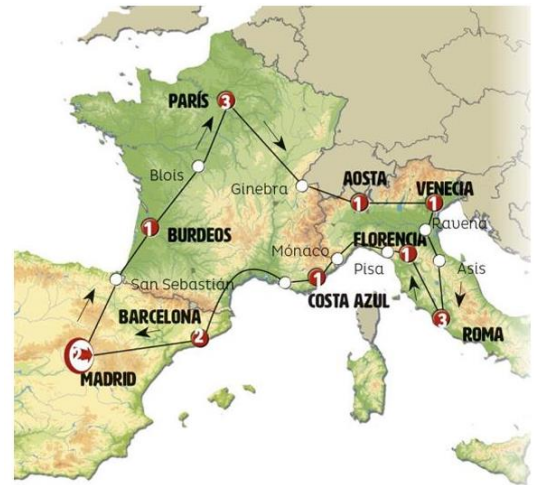 PARÍS
3
Blois
Ginebra
AOSTA
1
VENECIA
1
1
BURDEOS
Ravena
FLORENCIA
1
Mónaco
Pisa
Asís
San Sebastián
1
COSTA AZUL
BARCELONA
2
3
ROMA
2
MADRID